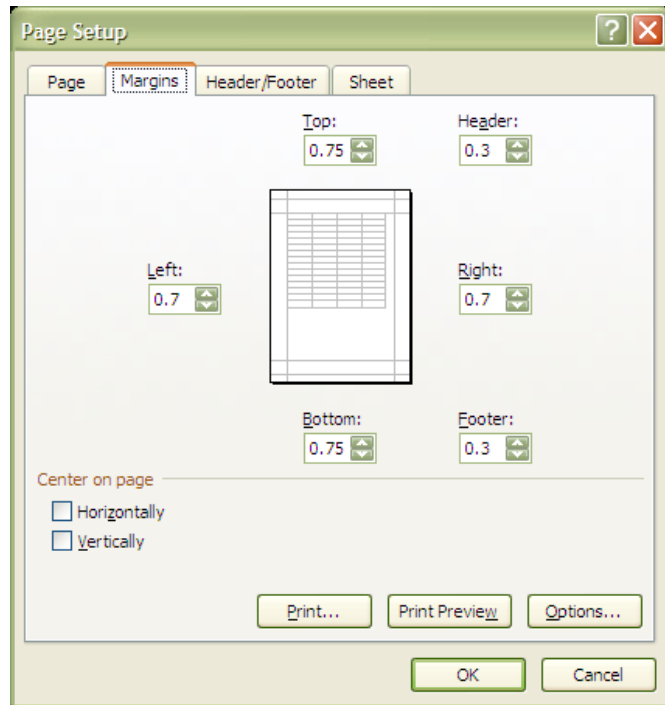 Page Setup
Page Margins Header/Footer Sheet
Top: Header:
0.75 0.3
Left: Right:
0.7 0.7
Bottom: Footer:
0.75 0.3
Center on page
Horizontally
Vertically
Print... Print Preview Options...
OK Cancel